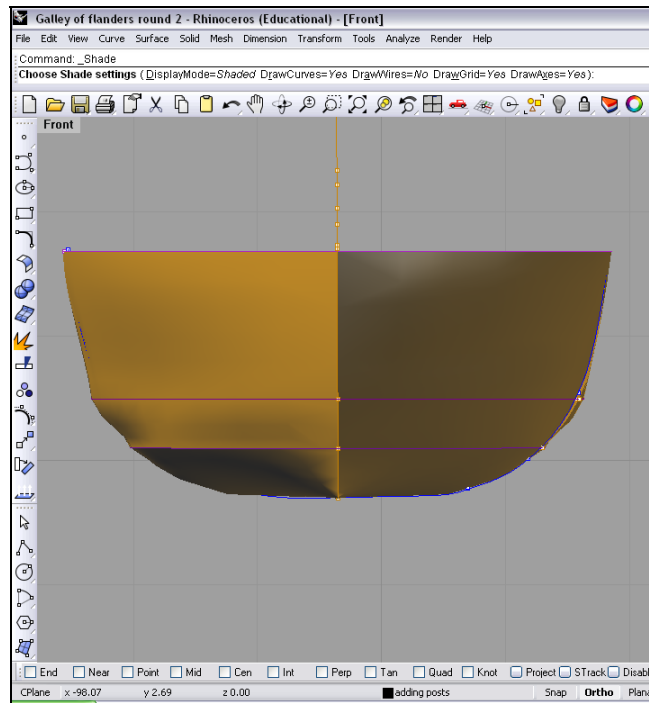 Galley of flanders round 2 - Rhinoceros (Educational) - [Front]
File Edit View Curve Surface Solid Mesh Dimension Transform Tools Analyze Render Help
Command: _Shade
Choose Shade settings ( DisplayMode=Shaded DrawCurves=Yes DrawWires=No DrawGrid=Yes DrawAxes=Yes):
Front
End Near Point Mid Cen Int Perp Tan Quad Knot Project STrack Disabl
CPlane x -98.07 y 2.69 z 0.00 adding posts Snap Ortho Plana